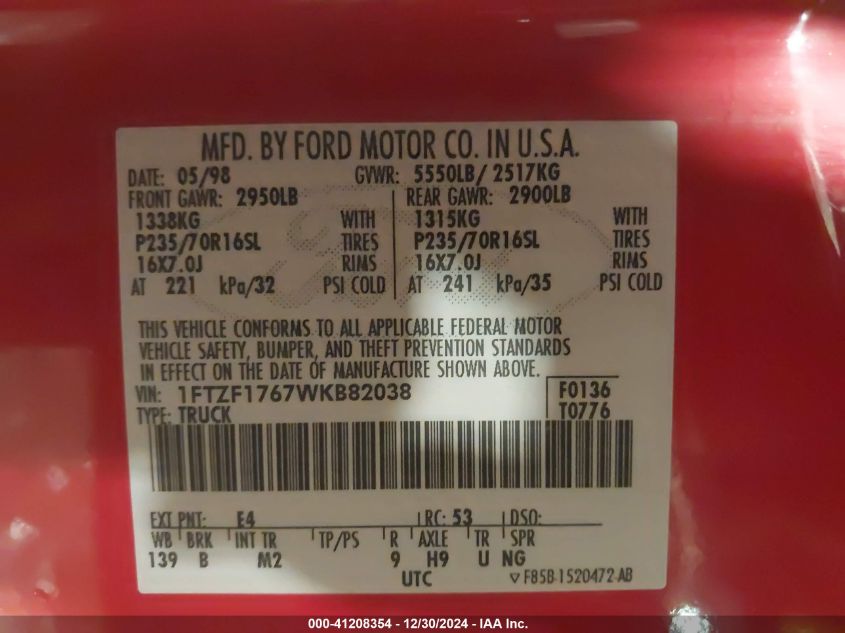 MFD. BY FORD MOTOR CO. IN U.S.A.
DATE: 05/98 GVWR: 5550LB/ 2517KG
FRONT GAWR: 2950LB REAR GAWR: 2900LB
1338KG WITH 1315KG WITH
P235/70R16SL TIRES P235/70R16SL TIRES
16X7.0J RIMS 16X7.0J RIMS
AT 221 kPa/32 PSI COLD AT 241 kPa/35 PSI COLD
THIS VEHICLE CONFORMS TO ALL APPLICABLE FEDERAL MOTOR
VEHICLE SAFETY, BUMPER, AND THEFT PREVENTION STANDARDS
IN EFFECT ON THE DATE OF MANUFACTURE SHOWN ABOVE.
VIN: 1FTZF1767WKB82038 F0136
TYPE: TRUCK T0776
EXT PNT: E4 RC: 53 DSO:
WB BRK INT TR TP/PS R AXLE TR SPR
139 B M2 9 H9 U NG
UTC ▽F85B-1520472-AB
000-41208354 - 12/30/2024 - IAA Inc.